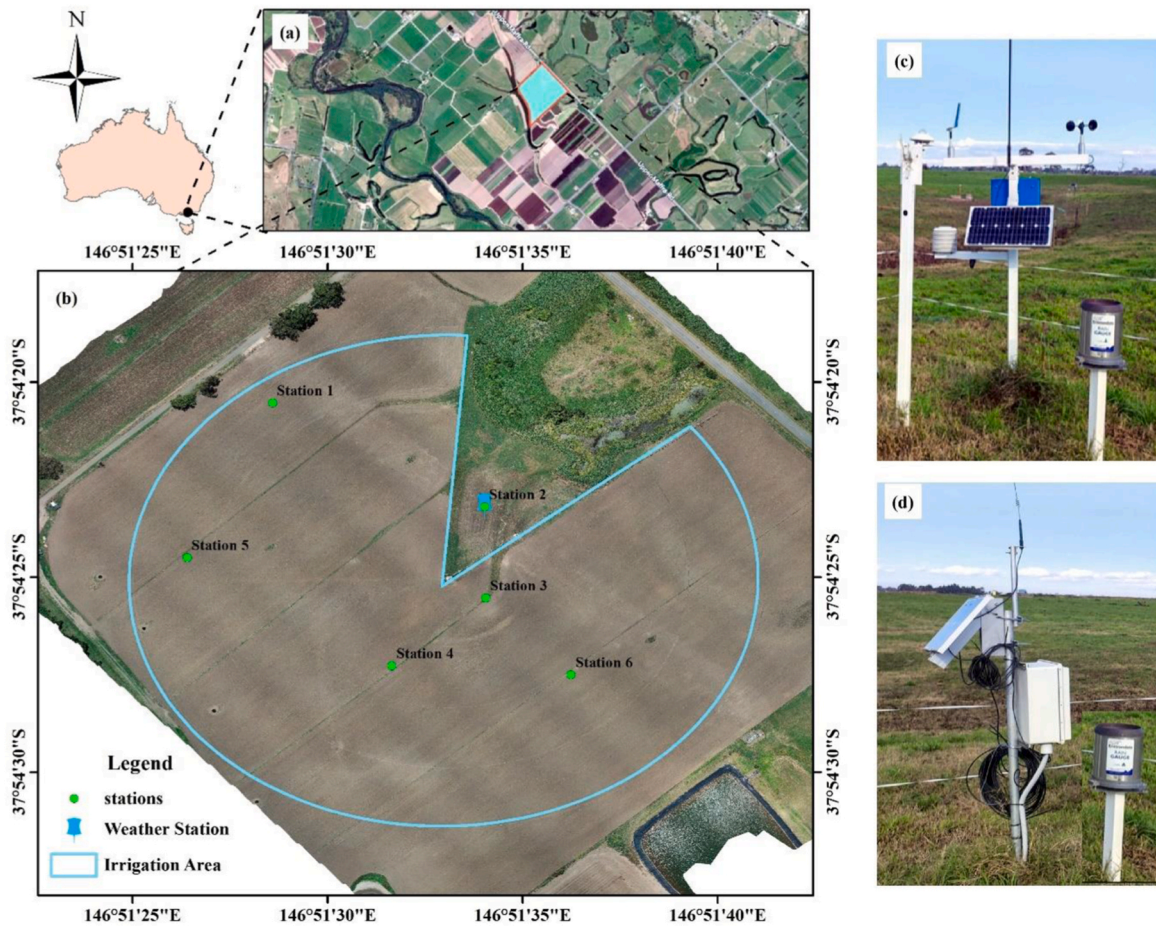 N
(a)
146°51'25"E
146°51'30"E
146°51'35"E
146°51'40"E
(b)
37°54'20"S
37°54'25"S
37°54'30"S
37°54'20"S
37°54'25"S
37°54'30"S
Station 1
Station 2
Station 5
Station 3
Station 4
Station 6
Legend
stations
Weather Station
Irrigation Area
146°51'25"E
146°51'30"E
146°51'35"E
146°51'40"E
(c)
GAUGE
(d)
GAUGE